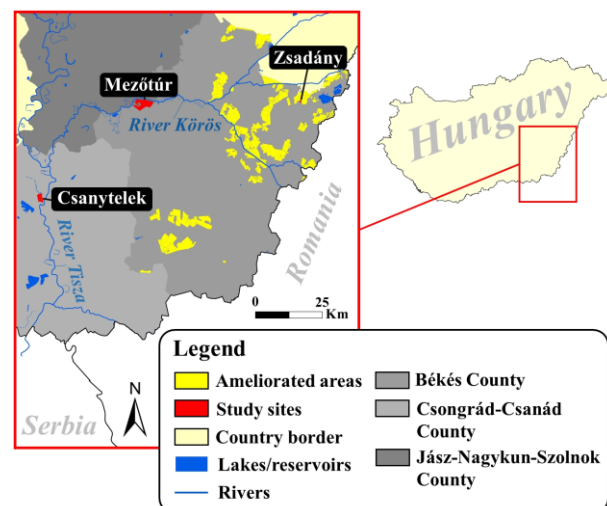 Zsadány
Mezőtúr
River Körös
Hungary
Csanytelek
River Tisza
Romania
0 25
Km
Serbia
N
Legend
Ameliorated areas
Study sites
Country border
Lakes/reservoirs
Rivers
Békés County
Csongrád-Csanád
County
Jász-Nagykun-Szolnok
County